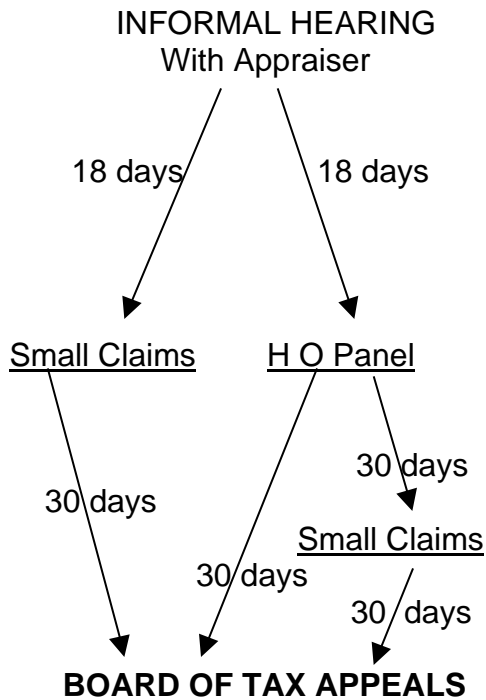 INFORMAL HEARING
With Appraiser
18 days
18 days
Small Claims
H O Panel
30 days
30 days
Small Claims
30 days
30 days
BOARD OF TAX APPEALS